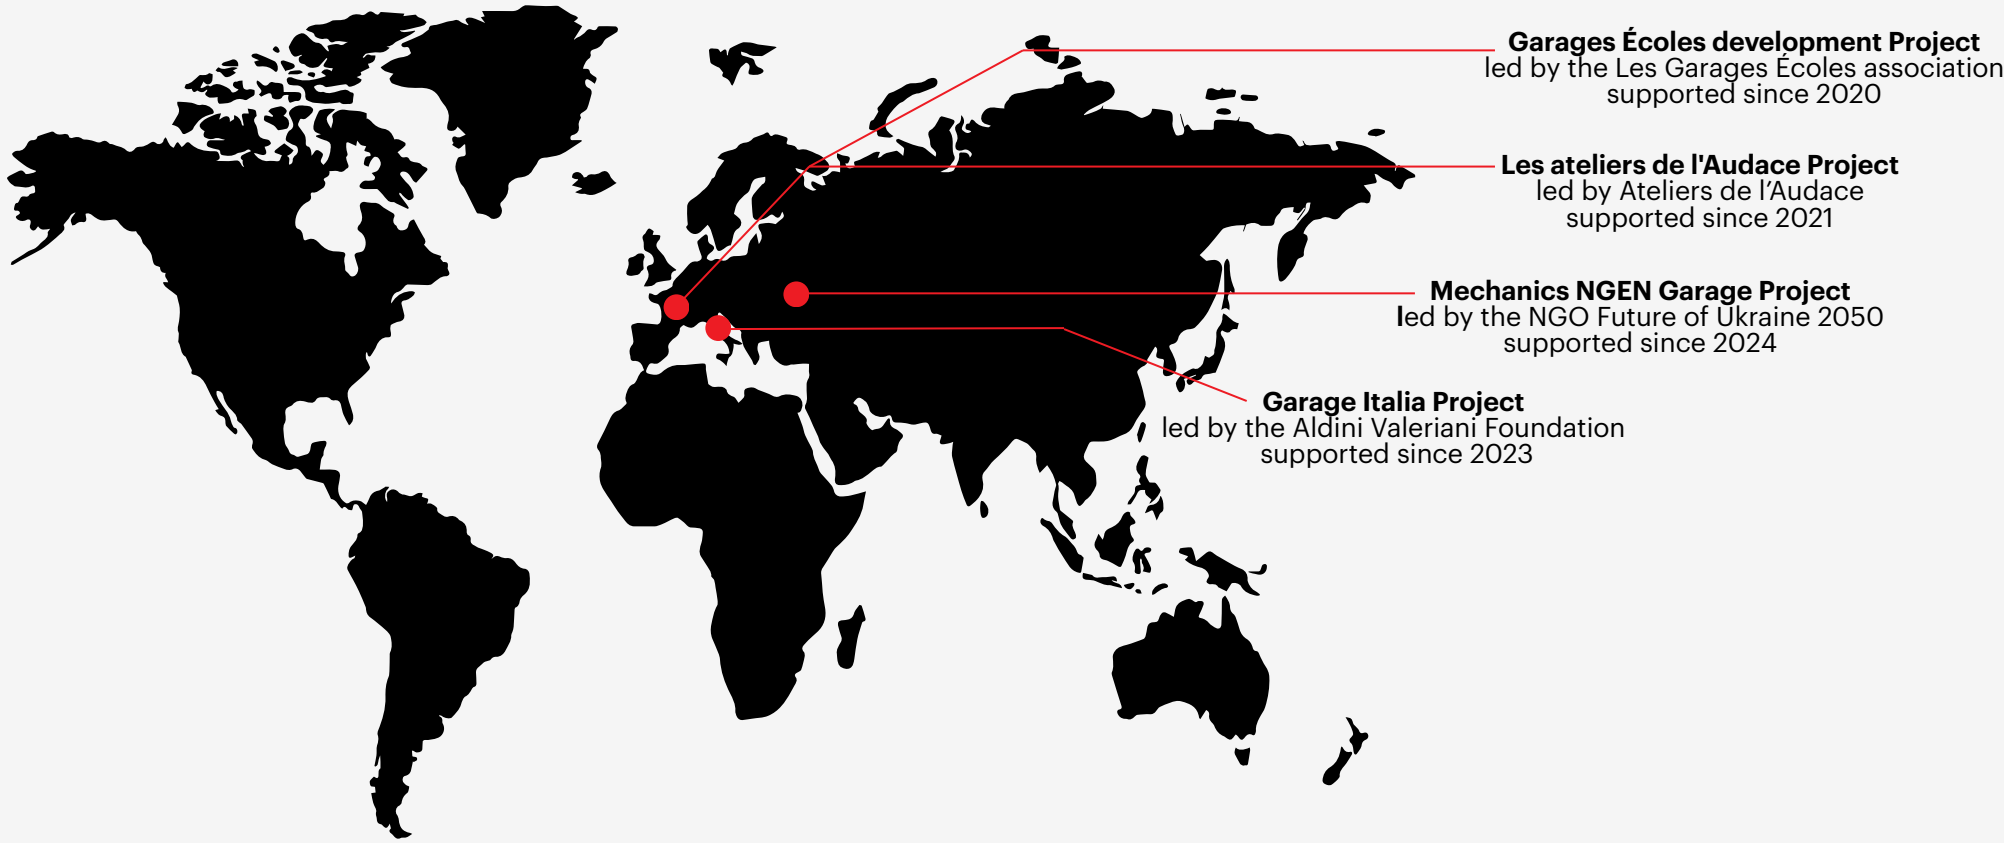 Garages Écoles development Project
led by the Les Garages Écoles association
supported since 2020
Les ateliers de l'Audace Project
led by Ateliers de l’Audace
supported since 2021
Mechanics NGEN Garage Project
led by the NGO Future of Ukraine 2050
supported since 2024
Garage Italia Project
led by the Aldini Valeriani Foundation
supported since 2023